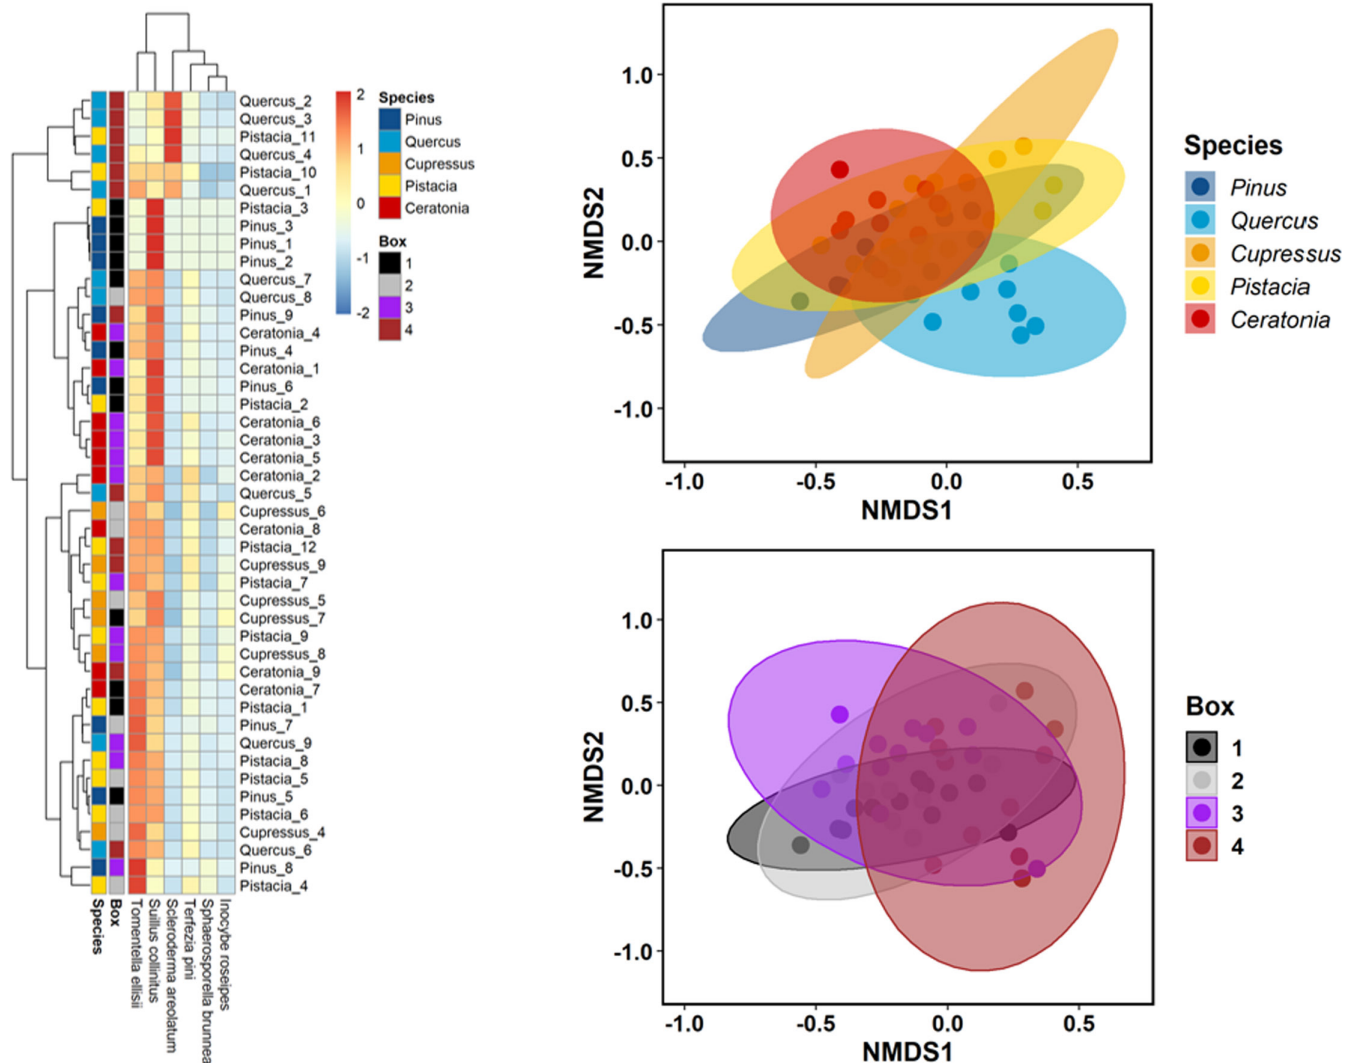 Quercus_2
Quercus_3
Pistacia_11
Quercus_4
Pistacia_10
Quercus_1
Pistacia_3
Pinus_3
Pinus_1
Pinus_2
Quercus_7
Quercus_8
Pinus_9
Ceratonia_4
Pinus_4
Ceratonia_1
Pinus_6
Pistacia_2
Ceratonia_6
Ceratonia_3
Ceratonia_5
Ceratonia_2
Quercus_5
Cupressus_6
Ceratonia_8
Pistacia_12
Cupressus_9
Pistacia_7
Cupressus_5
Cupressus_7
Pistacia_9
Cupressus_8
Ceratonia_9
Ceratonia_7
Pistacia_1
Pinus_7
Quercus_9
Pistacia_8
Pistacia_5
Pinus_5
Pistacia_6
Cupressus_4
Quercus_6
Pinus_8
Pistacia_4
Species
Box
Tomentella ellisii
Suillus collinitus
Scleroderma areolatum
Terfezia pini
Sphaerosporella brunnea
Inocybe roseipes
2
1
0
-1
-2
Species
Pinus
Quercus
Cupressus
Pistacia
Ceratonia
Box
1
2
3
4
NMDS2
1.0
0.5
0.0
-0.5
-1.0
-1.0 -0.5 0.0 0.5
NMDS1
Species
Pinus
Quercus
Cupressus
Pistacia
Ceratonia
NMDS2
1.0
0.5
0.0
-0.5
-1.0
-1.0 -0.5 0.0 0.5
NMDS1
Box
1
2
3
4